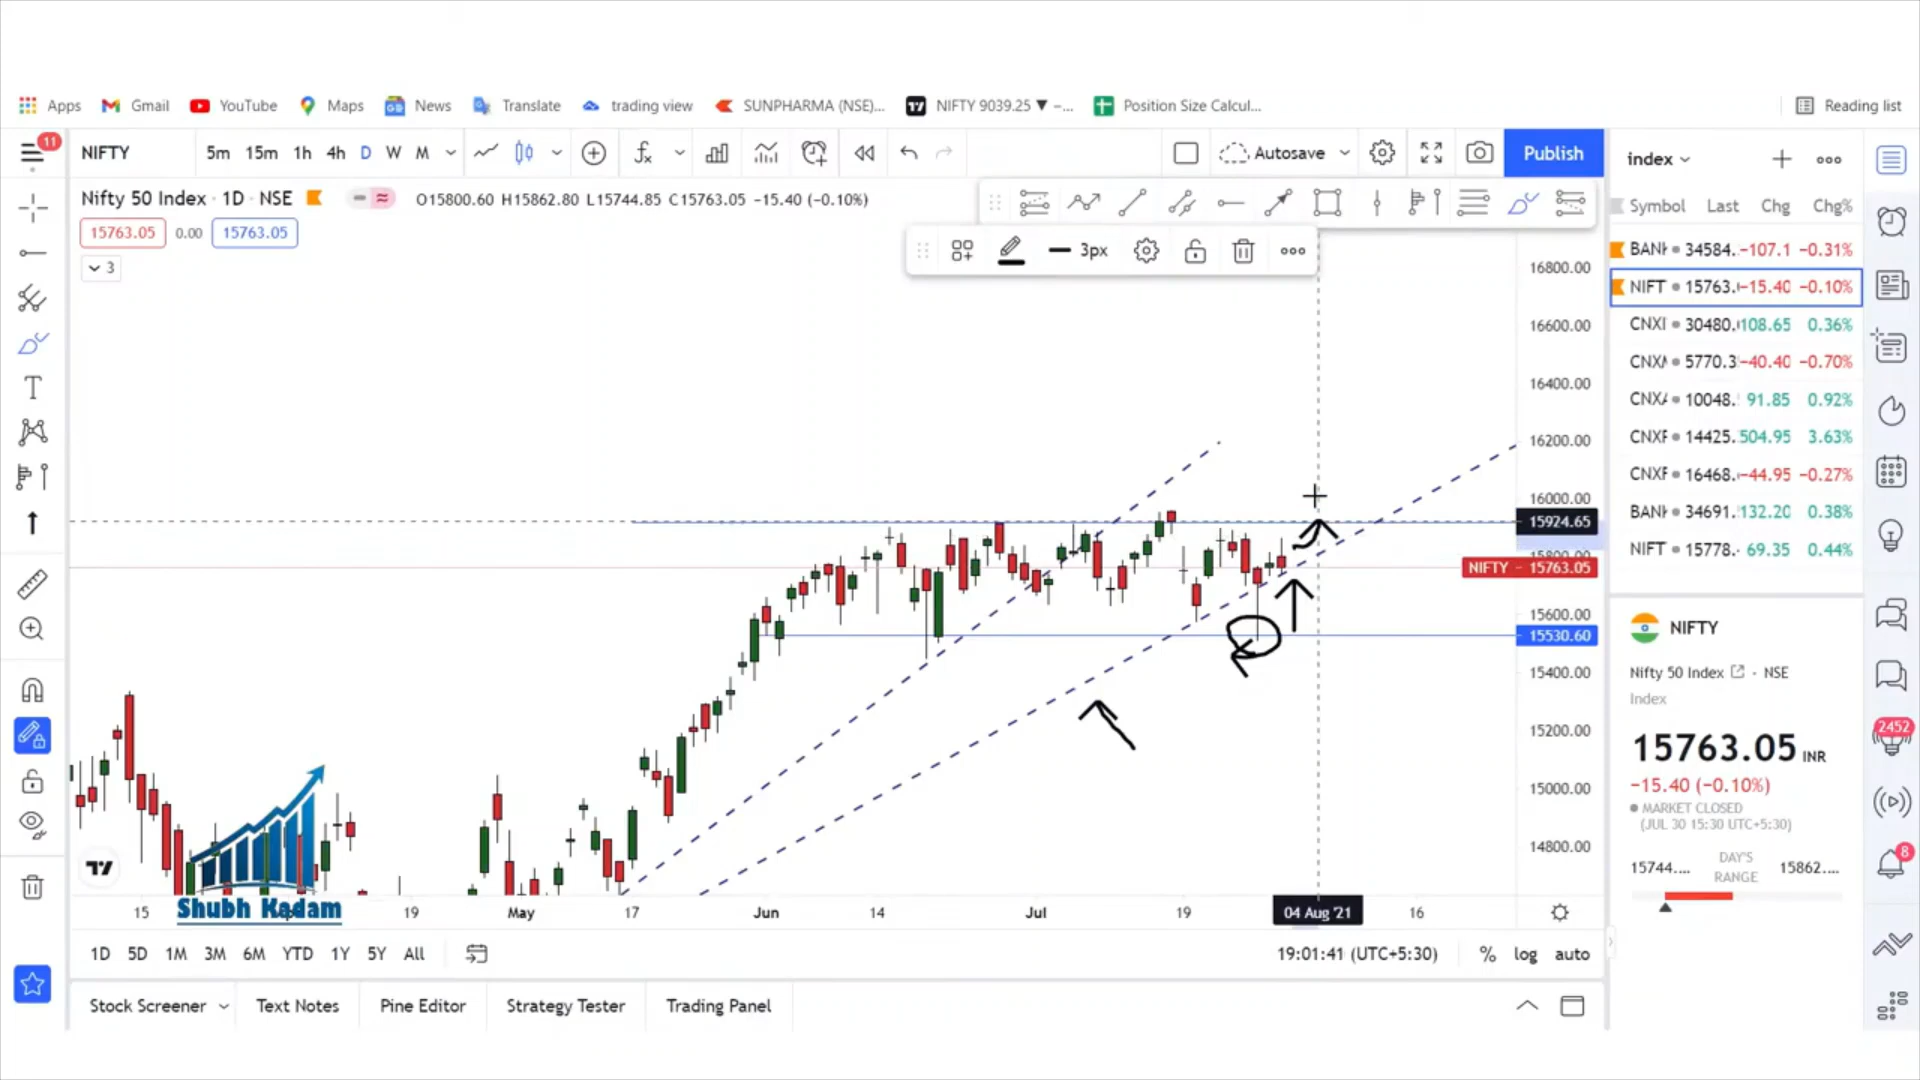 Apps Gmail YouTube Maps News Translate trading view SUNPHARMA (NSE)... NIFTY 9039.25 ▼ −... Position Size Calcul... Reading list
11
NIFTY 5m 15m 1h 4h D W M Autosave Publish index
Nifty 50 Index · 1D · NSE O15800.60 H15862.80 L15744.85 C15763.05 −15.40 (−0.10%)
Symbol Last Chg Chg%
15763.05 0.00 15763.05
3px
3
BANK 34584. −107.1 −0.31%
NIFT 15763. −15.40 −0.10%
CNXI 30480. 108.65 0.36%
CNXM 5770.3 −40.40 −0.70%
CNXA 10048. 91.85 0.92%
CNXF 14425. 504.95 3.63%
CNXF 16468. −44.95 −0.27%
BANK 34691. 132.20 0.38%
NIFT 15778. 69.35 0.44%
16800.00
16600.00
16400.00
16200.00
16000.00
15924.65
15800.00
NIFTY − 15763.05
15600.00
15530.60
15400.00
15200.00
15000.00
14800.00
NIFTY
Nifty 50 Index · NSE
Index
15763.05 INR
−15.40 (−0.10%)
MARKET CLOSED
(JUL 30 15:30 UTC+5:30)
15744.... DAY'S RANGE 15862....
2452
8
Shubh Kadam
15 19 May 17 Jun 14 Jul 19 04 Aug '21 16
1D 5D 1M 3M 6M YTD 1Y 5Y All 19:01:41 (UTC+5:30) % log auto
Stock Screener Text Notes Pine Editor Strategy Tester Trading Panel